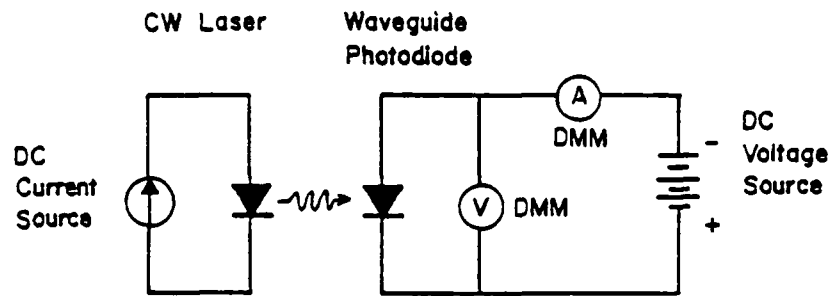 CW Laser
Waveguide
Photodiode
A
DMM
DC
Current
Source
V
DMM
-
+
DC
Voltage
Source